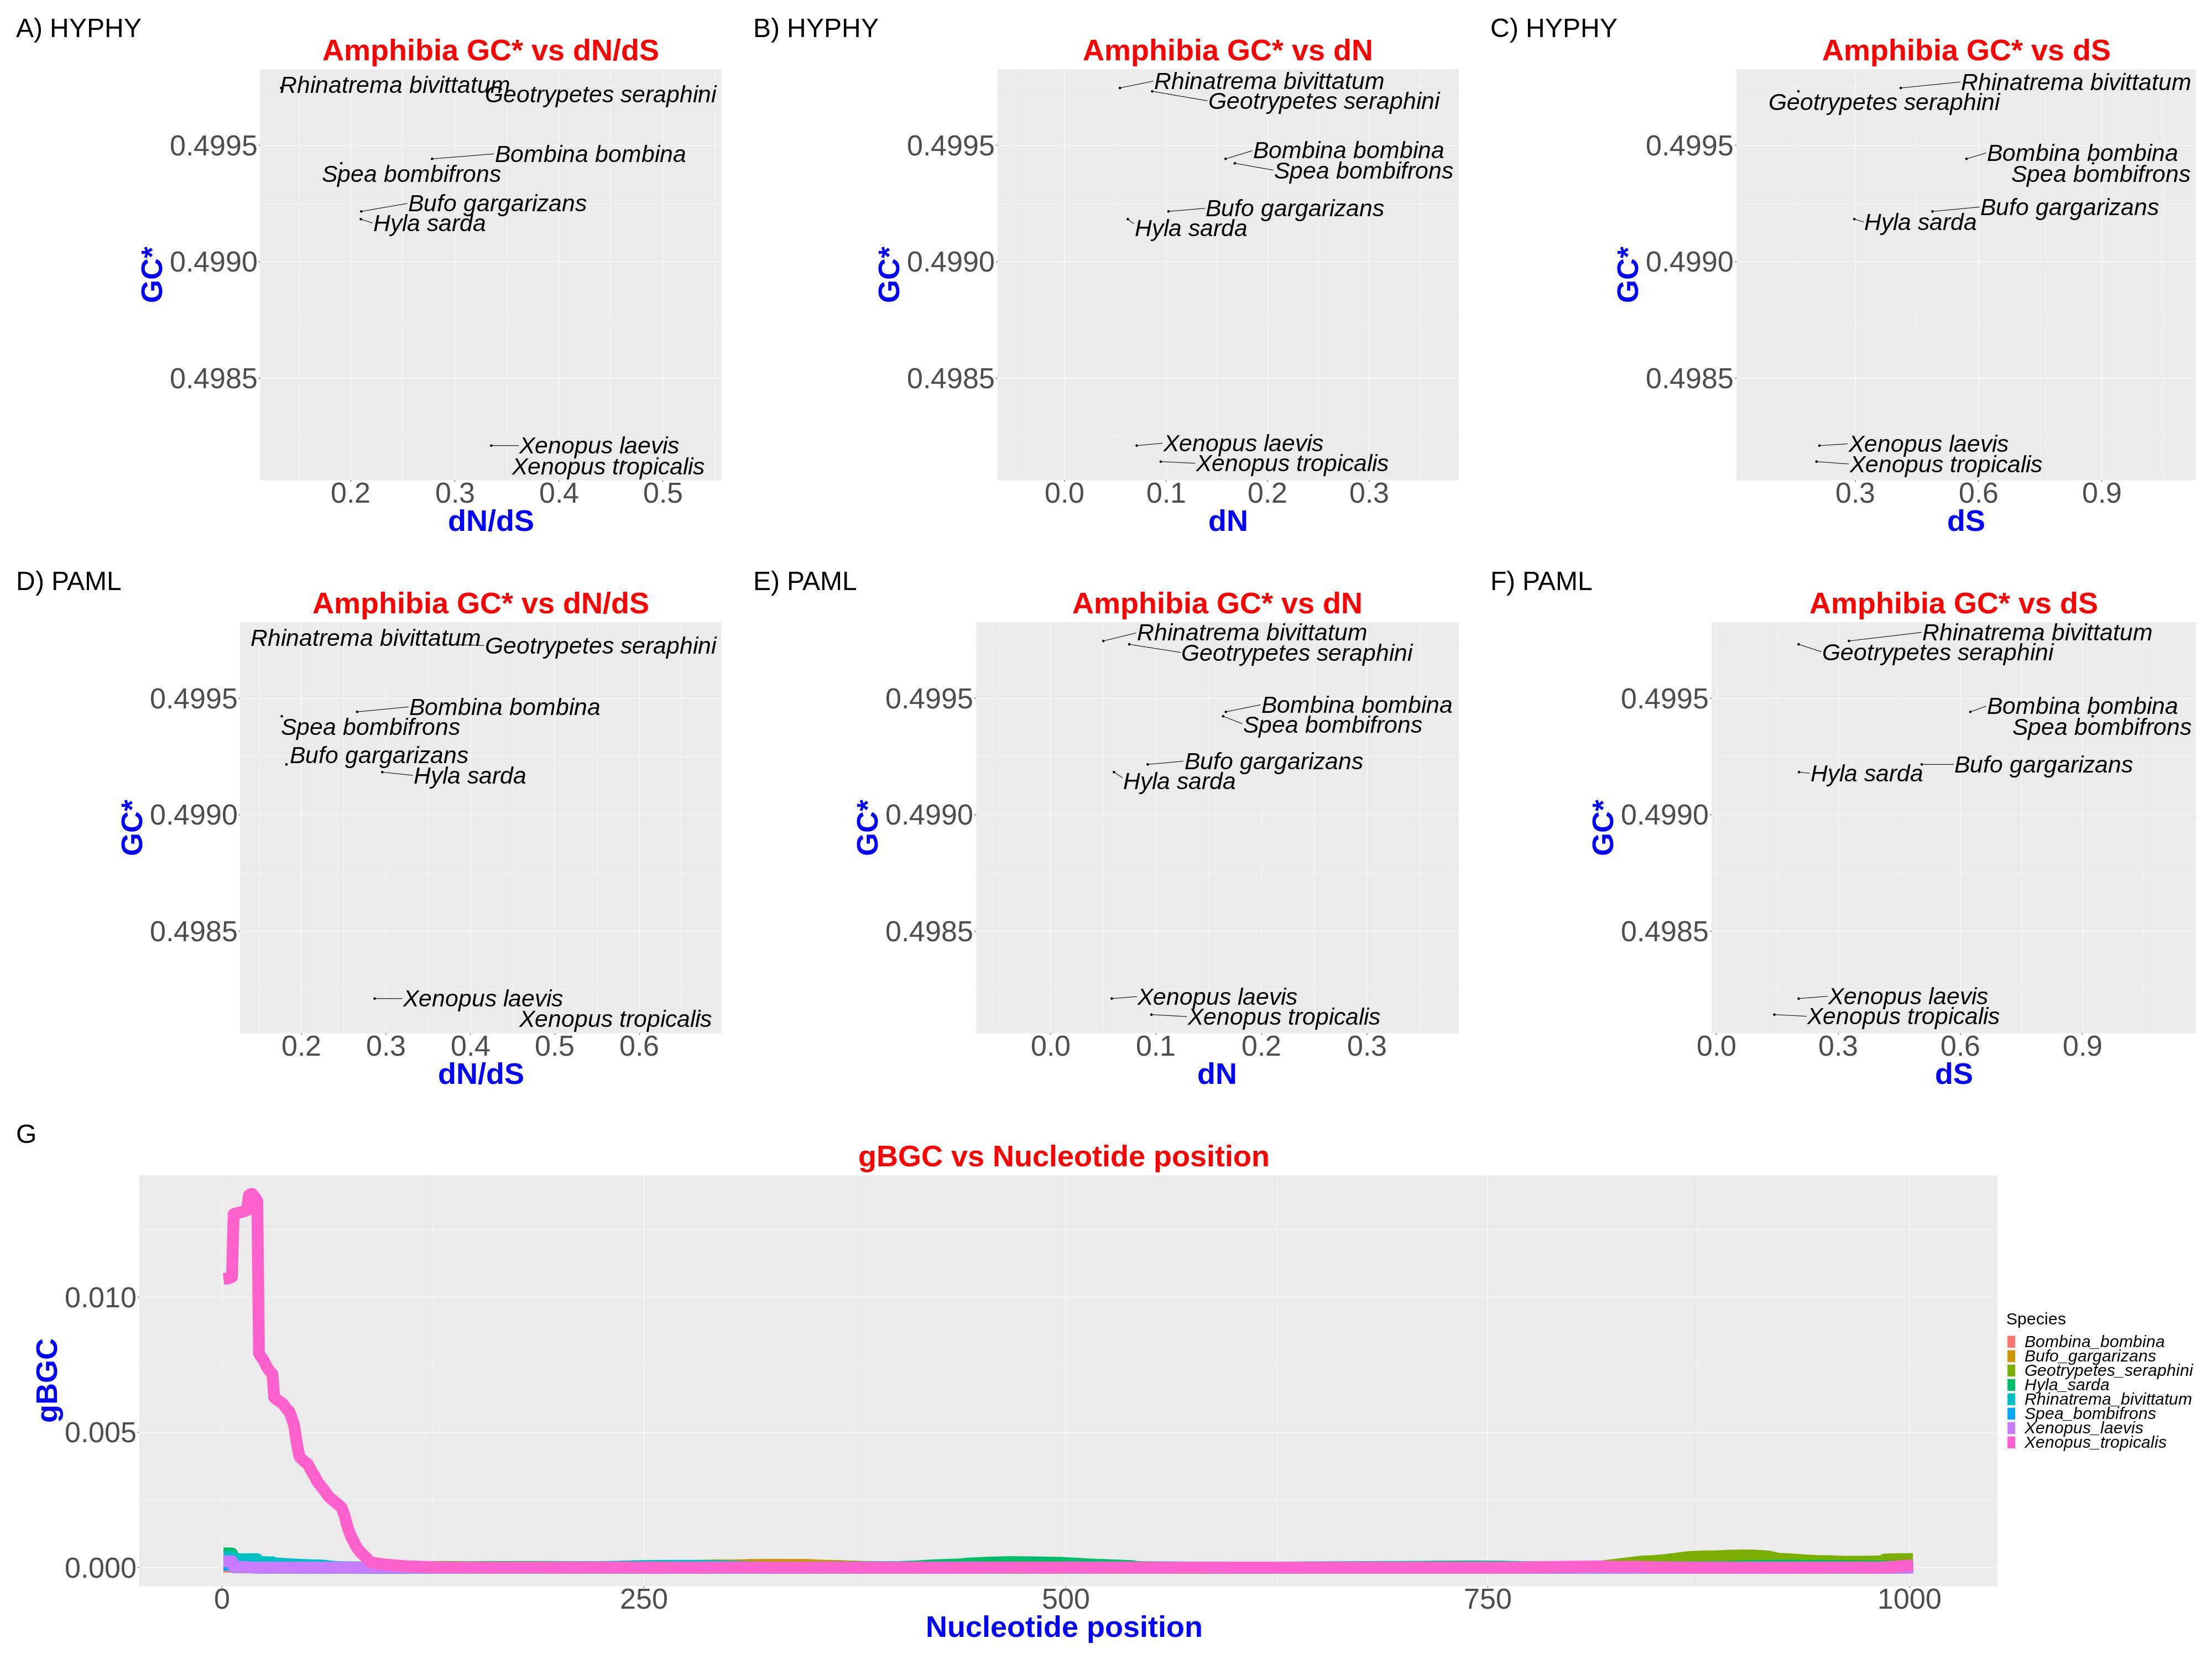 A) HYPHY
Amphibia GC* vs dN/dS
Rhinatrema bivittatum
Geotrypetes seraphini
Bombina bombina
Spea bombifrons
Bufo gargarizans
Hyla sarda
Xenopus laevis
Xenopus tropicalis
0.4995
0.4990
0.4985
GC*
0.2 0.3 0.4 0.5
dN/dS
B) HYPHY
Amphibia GC* vs dN
Rhinatrema bivittatum
Geotrypetes seraphini
Bombina bombina
Spea bombifrons
Bufo gargarizans
Hyla sarda
Xenopus laevis
Xenopus tropicalis
0.4995
0.4990
0.4985
GC*
0.0 0.1 0.2 0.3
dN
C) HYPHY
Amphibia GC* vs dS
Rhinatrema bivittatum
Geotrypetes seraphini
Bombina bombina
Spea bombifrons
Bufo gargarizans
Hyla sarda
Xenopus laevis
Xenopus tropicalis
0.4995
0.4990
0.4985
GC*
0.3 0.6 0.9
dS
D) PAML
Amphibia GC* vs dN/dS
Rhinatrema bivittatum
Geotrypetes seraphini
Bombina bombina
Spea bombifrons
Bufo gargarizans
Hyla sarda
Xenopus laevis
Xenopus tropicalis
0.4995
0.4990
0.4985
GC*
0.2 0.3 0.4 0.5 0.6
dN/dS
E) PAML
Amphibia GC* vs dN
Rhinatrema bivittatum
Geotrypetes seraphini
Bombina bombina
Spea bombifrons
Bufo gargarizans
Hyla sarda
Xenopus laevis
Xenopus tropicalis
0.4995
0.4990
0.4985
GC*
0.0 0.1 0.2 0.3
dN
F) PAML
Amphibia GC* vs dS
Rhinatrema bivittatum
Geotrypetes seraphini
Bombina bombina
Spea bombifrons
Bufo gargarizans
Hyla sarda
Xenopus laevis
Xenopus tropicalis
0.4995
0.4990
0.4985
GC*
0.0 0.3 0.6 0.9
dS
G
gBGC vs Nucleotide position
0.010
0.005
0.000
gBGC
0 250 500 750 1000
Nucleotide position
Species
Bombina_bombina
Bufo_gargarizans
Geotrypetes_seraphini
Hyla_sarda
Rhinatrema_bivittatum
Spea_bombifrons
Xenopus_laevis
Xenopus_tropicalis